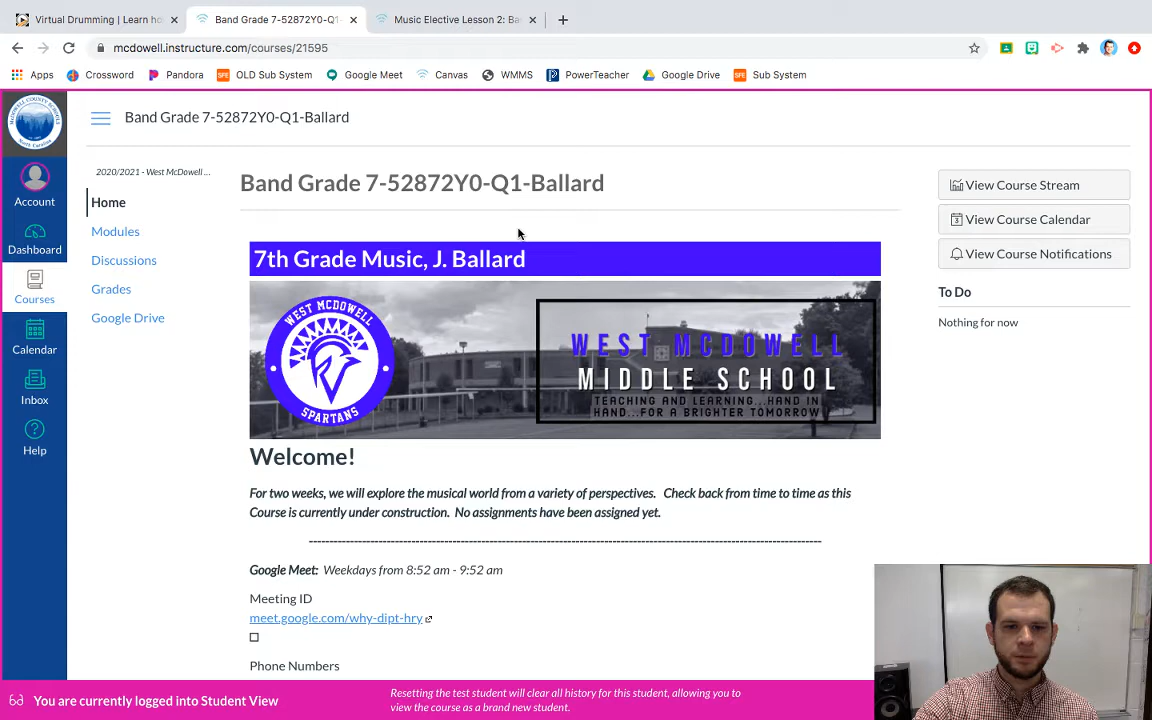 Virtual Drumming | Learn ho
Band Grade 7-52872Y0-Q1-
Music Elective Lesson 2: Ba
mcdowell.instructure.com/courses/21595
Apps
Crossword
Pandora
OLD Sub System
Google Meet
Canvas
WMMS
PowerTeacher
Google Drive
Sub System
Band Grade 7-52872Y0-Q1-Ballard
Account
Dashboard
Courses
Calendar
Inbox
Help
2020/2021 - West McDowell ...
Home
Modules
Discussions
Grades
Google Drive
Band Grade 7-52872Y0-Q1-Ballard
7th Grade Music, J. Ballard
WEST MCDOWELL
SPARTANS
WEST MCDOWELL
MIDDLE SCHOOL
TEACHING AND LEARNING...HAND IN
HAND...FOR A BRIGHTER TOMORROW
Welcome!
For two weeks, we will explore the musical world from a variety of perspectives. Check back from time to time as this
Course is currently under construction. No assignments have been assigned yet.
Google Meet: Weekdays from 8:52 am - 9:52 am
Meeting ID
meet.google.com/why-dipt-hry
Phone Numbers
View Course Stream
View Course Calendar
View Course Notifications
To Do
Nothing for now
You are currently logged into Student View
Resetting the test student will clear all history for this student, allowing you to
view the course as a brand new student.